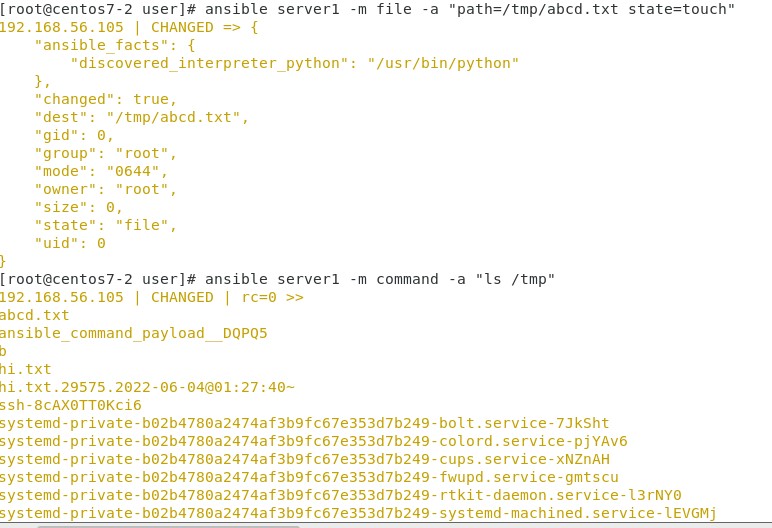 [root@centos7-2 user]# ansible server1 -m file -a "path=/tmp/abcd.txt state=touch"
192.168.56.105 | CHANGED => {
    "ansible_facts": {
        "discovered_interpreter_python": "/usr/bin/python"
    },
    "changed": true,
    "dest": "/tmp/abcd.txt",
    "gid": 0,
    "group": "root",
    "mode": "0644",
    "owner": "root",
    "size": 0,
    "state": "file",
    "uid": 0
}
[root@centos7-2 user]# ansible server1 -m command -a "ls /tmp"
192.168.56.105 | CHANGED | rc=0 >>
abcd.txt
ansible_command_payload__DQPQ5
b
hi.txt
hi.txt.29575.2022-06-04@01:27:40~
ssh-8cAX0TT0Kci6
systemd-private-b02b4780a2474af3b9fc67e353d7b249-bolt.service-7JkSht
systemd-private-b02b4780a2474af3b9fc67e353d7b249-colord.service-pjYAv6
systemd-private-b02b4780a2474af3b9fc67e353d7b249-cups.service-xNZnAH
systemd-private-b02b4780a2474af3b9fc67e353d7b249-fwupd.service-gmtscu
systemd-private-b02b4780a2474af3b9fc67e353d7b249-rtkit-daemon.service-l3rNY0
systemd-private-b02b4780a2474af3b9fc67e353d7b249-systemd-machined.service-lEVGMj